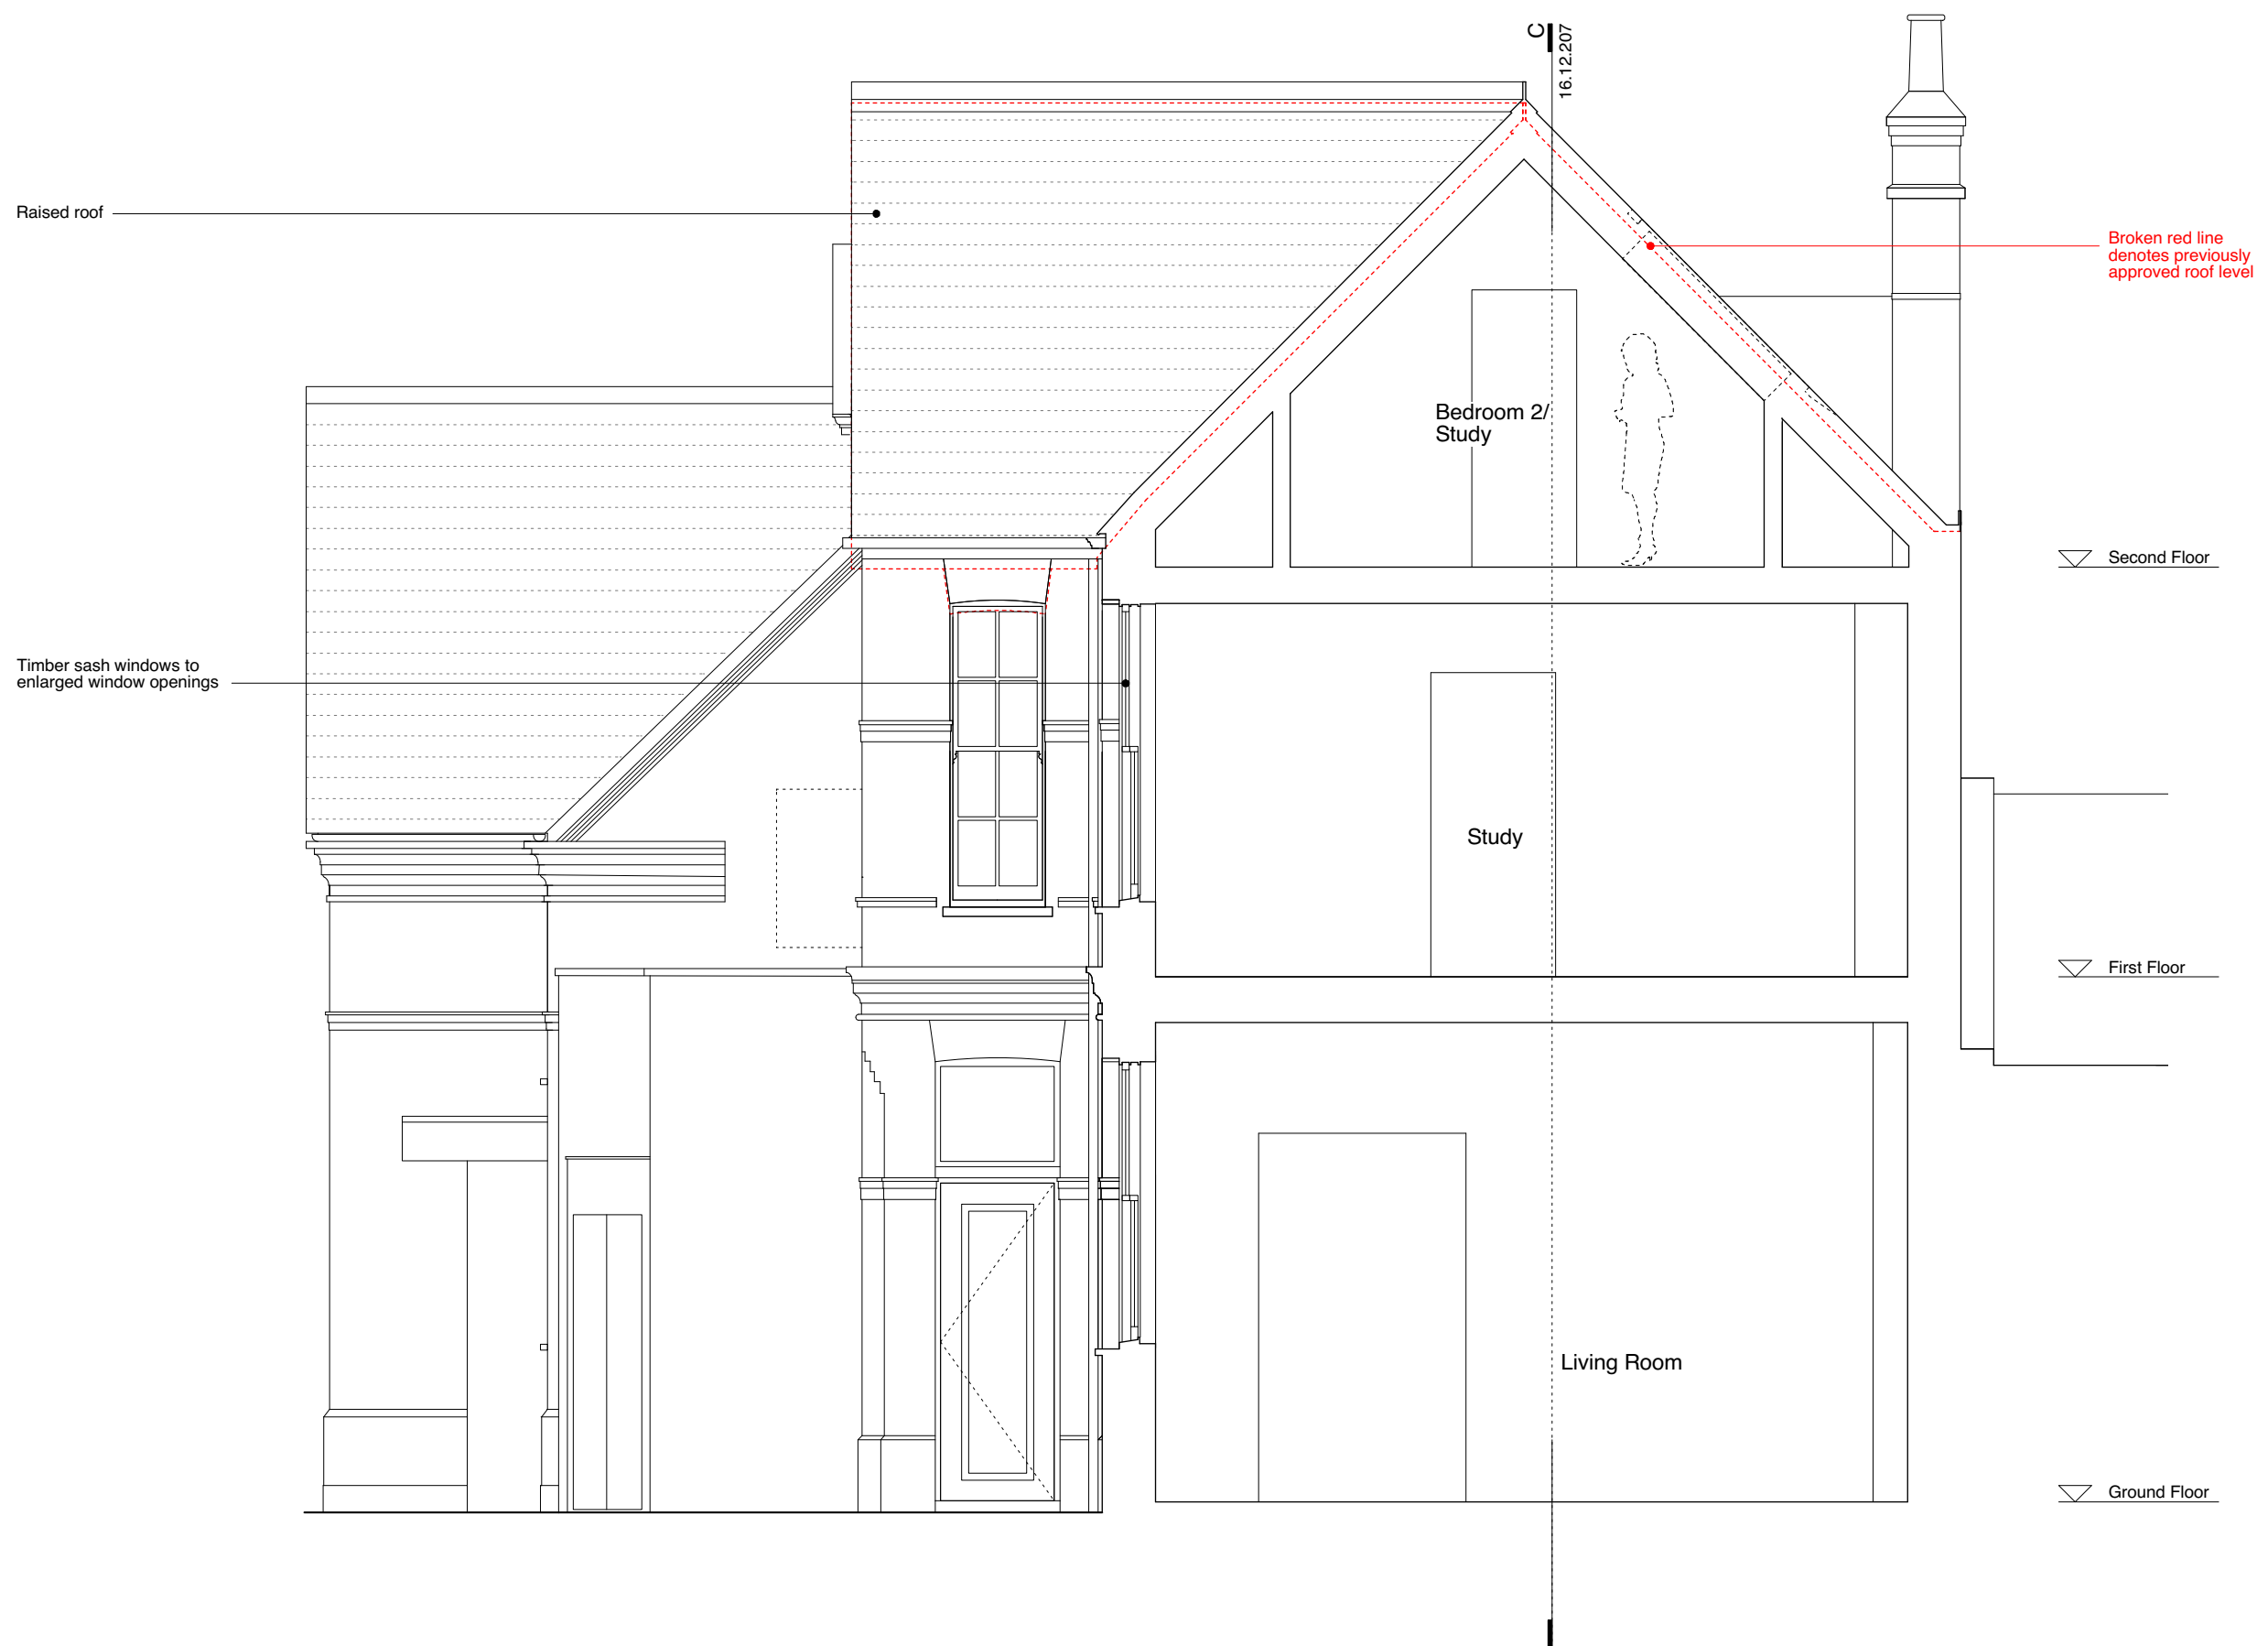 C
16.12.207
Raised roof
Broken red line
denotes previously
approved roof level
Bedroom 2/
Study
Second Floor
Timber sash windows to
enlarged window openings
Study
First Floor
Living Room
Ground Floor